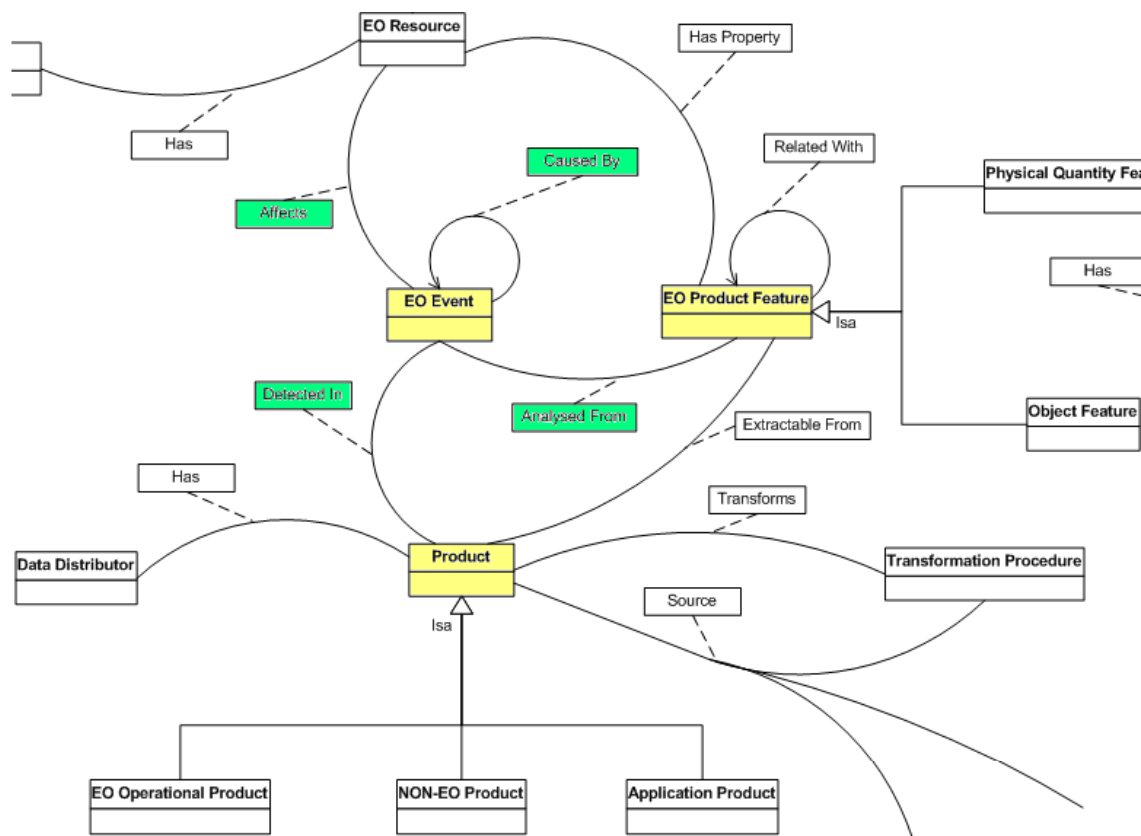 EO Resource
Has Property
Has
Caused By
Related With
Physical Quantity Fea
Affects
Has
EO Event
EO Product Feature
Isa
Detected In
Analysed From
Object Feature
Extractable From
Has
Transforms
Product
Data Distributor
Transformation Procedure
Source
Isa
EO Operational Product
NON-EO Product
Application Product